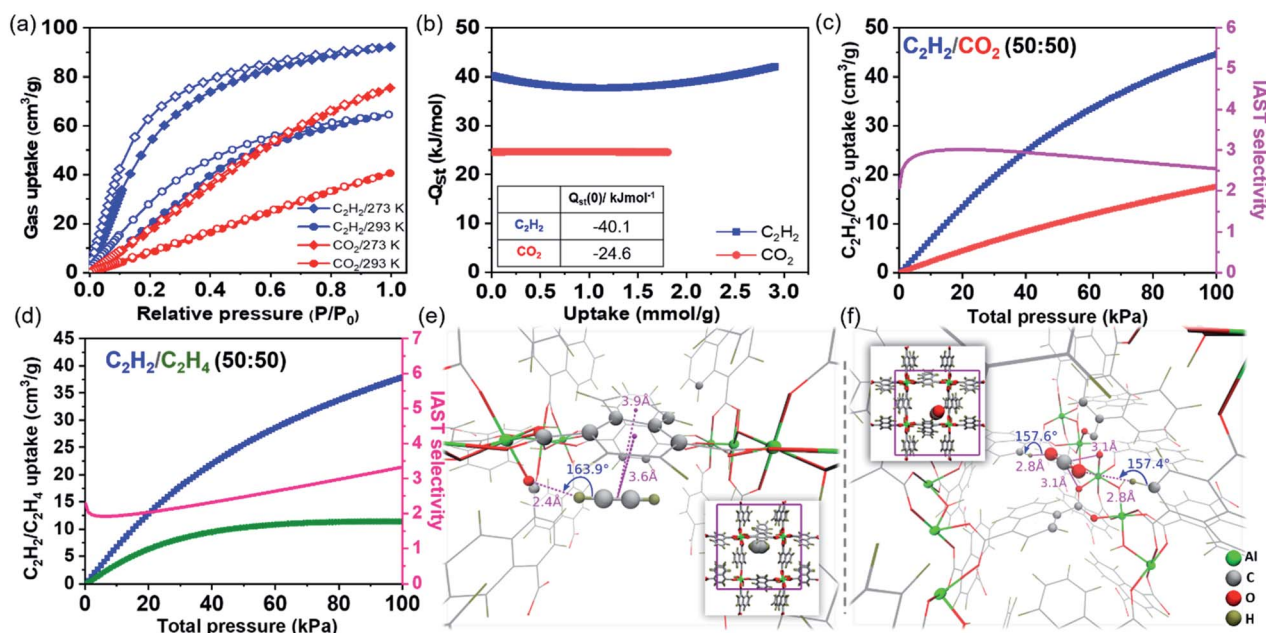 (a)
100
80
60
40
20
0
Gas uptake (cm³/g)
C₂H₂/273 K
C₂H₂/293 K
CO₂/273 K
CO₂/293 K
0.0 0.2 0.4 0.6 0.8 1.0
Relative pressure (P/P₀)
(b)
50
40
30
20
10
0
-Qst (kJ/mol)
Qst(0)/ kJmol⁻¹
C₂H₂ -40.1
CO₂ -24.6
C₂H₂
CO₂
0.0 0.5 1.0 1.5 2.0 2.5 3.0
Uptake (mmol/g)
(c)
C₂H₂/CO₂ (50:50)
50
40
30
20
10
0
C₂H₂/CO₂ uptake (cm³/g)
6
5
4
3
2
1
0
IAST selectivity
0 20 40 60 80 100
Total pressure (kPa)
(d)
C₂H₂/C₂H₄ (50:50)
45
40
35
30
25
20
15
10
5
0
C₂H₂/C₂H₄ uptake (cm³/g)
7
6
5
4
3
2
1
0
IAST selectivity
0 20 40 60 80 100
Total pressure (kPa)
(e)
3.9Å
163.9°
3.6Å
2.4Å
(f)
157.6°
3.1Å
2.8Å
157.4°
3.1Å
2.8Å
Al
C
O
H